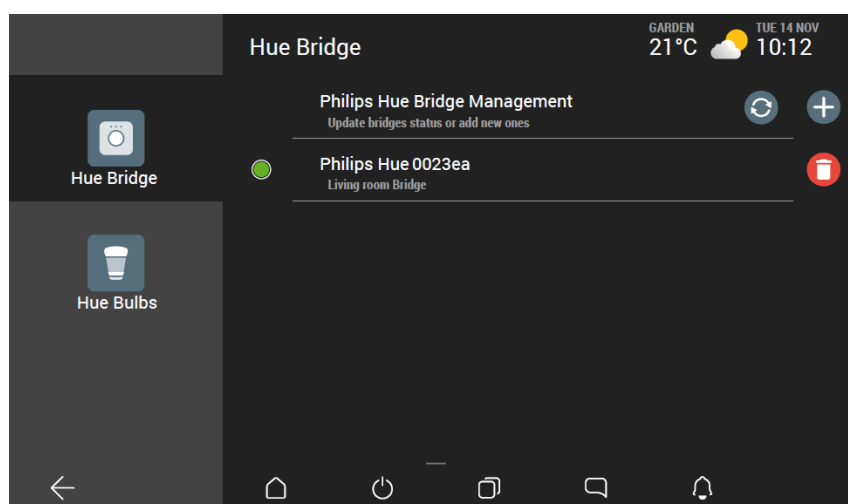 Hue Bridge
GARDEN
21°C
TUE 14 NOV
10:12
Philips Hue Bridge Management
Update bridges status or add new ones
Philips Hue 0023ea
Living room Bridge
Hue Bridge
Hue Bulbs